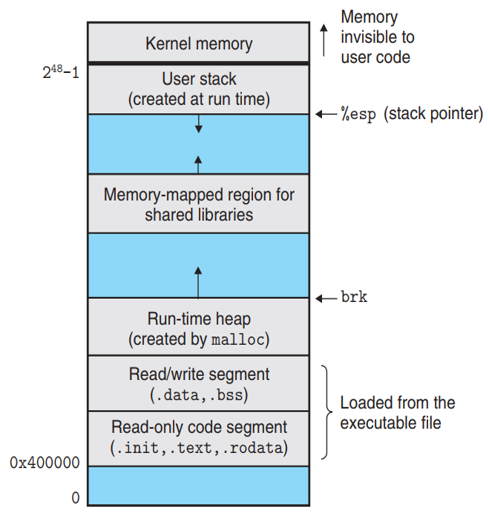 Memory
invisible to
user code
Kernel memory
2⁴⁸−1
User stack
(created at run time)
%esp (stack pointer)
Memory-mapped region for
shared libraries
brk
Run-time heap
(created by malloc)
Read/write segment
(.data,.bss)
Read-only code segment
(.init,.text,.rodata)
Loaded from the
executable file
0x400000
0